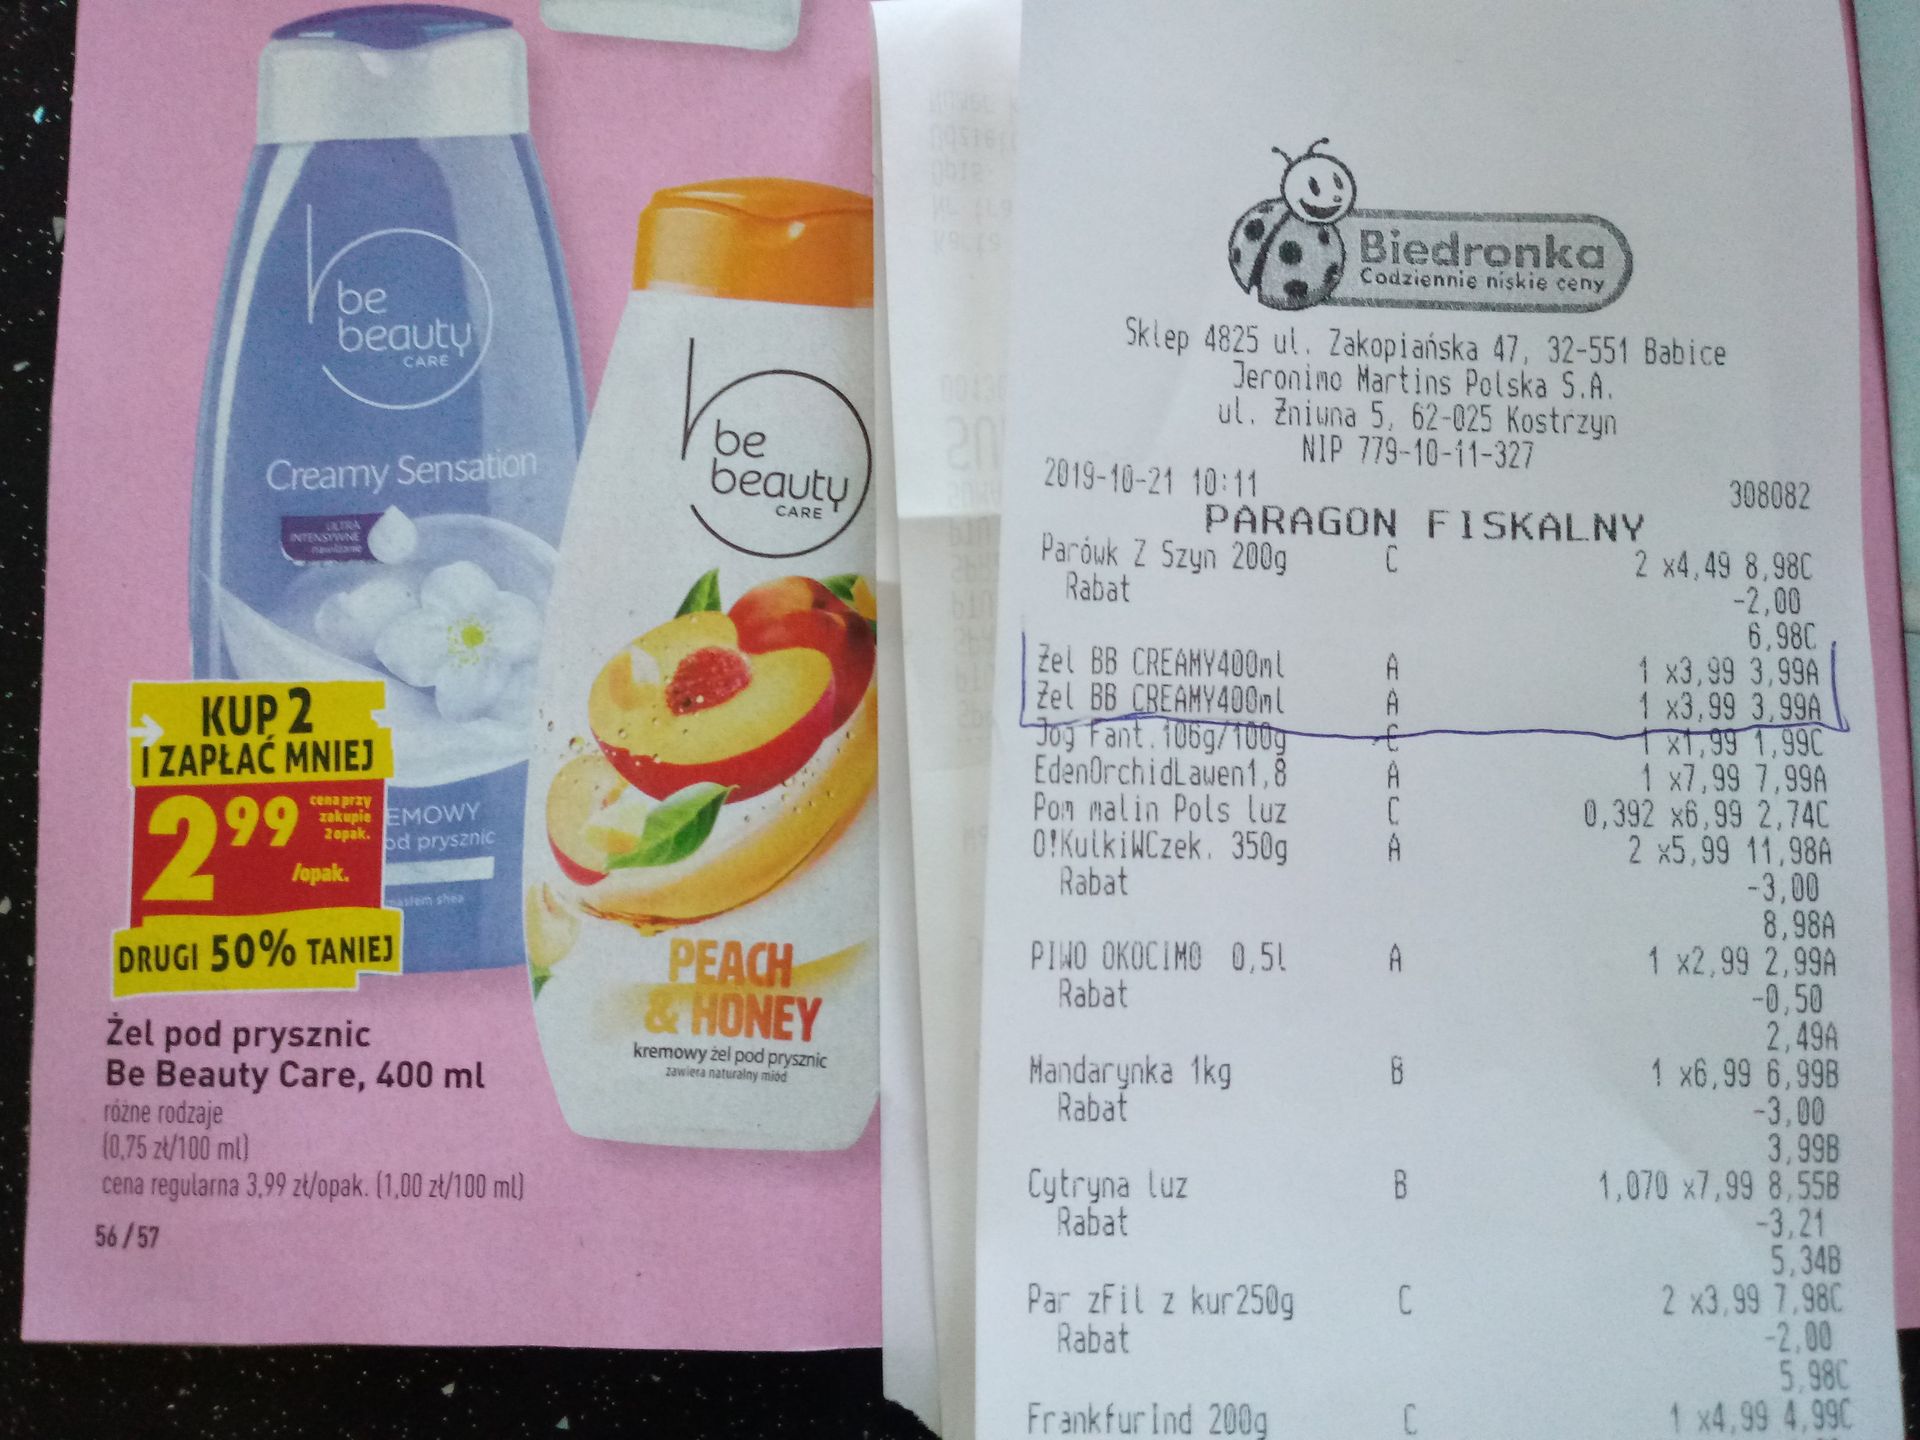 be
beauty
CARE
Creamy Sensation
ULTRA
INTENSYWNE
nawilżanie
be
beauty
CARE
KUP 2
I ZAPŁAĆ MNIEJ
2 99
cena przy
zakupie
2 opak.
/opak.
DRUGI 50% TANIEJ
EMOWY
od prysznic
masłem shea
PEACH
& HONEY
kremowy żel pod prysznic
zawiera naturalny miód
Żel pod prysznic
Be Beauty Care, 400 ml
różne rodzaje
(0,75 zł/100 ml)
cena regularna 3,99 zł/opak. (1,00 zł/100 ml)
56/57
Biedronka
Codziennie niskie ceny
Sklep 4825 ul. Zakopiańska 47, 32-551 Babice
Jeronimo Martins Polska S.A.
ul. Żniwna 5, 62-025 Kostrzyn
NIP 779-10-11-327
2019-10-21 10:11 308082
PARAGON FISKALNY
Parówk Z Szyn 200g C 2 x4,49 8,98C
Rabat -2,00
6,98C
Żel BB CREAMY400ml A 1 x3,99 3,99A
Żel BB CREAMY400ml A 1 x3,99 3,99A
Jog Fant.106g/100g C 1 x1,99 1,99C
EdenOrchidLawen1,8 A 1 x7,99 7,99A
Pom malin Pols luz C 0,392 x6,99 2,74C
O!KulkiWCzek. 350g A 2 x5,99 11,98A
Rabat -3,00
8,98A
PIWO OKOCIMO 0,5l A 1 x2,99 2,99A
Rabat -0,50
2,49A
Mandarynka 1kg B 1 x6,99 6,99B
Rabat -3,00
3,99B
Cytryna luz B 1,070 x7,99 8,55B
Rabat -3,21
5,34B
Par zFil z kur250g C 2 x3,99 7,98C
Rabat -2,00
5,98C
FrankfurInd 200g C 1 x4,99 4,99C